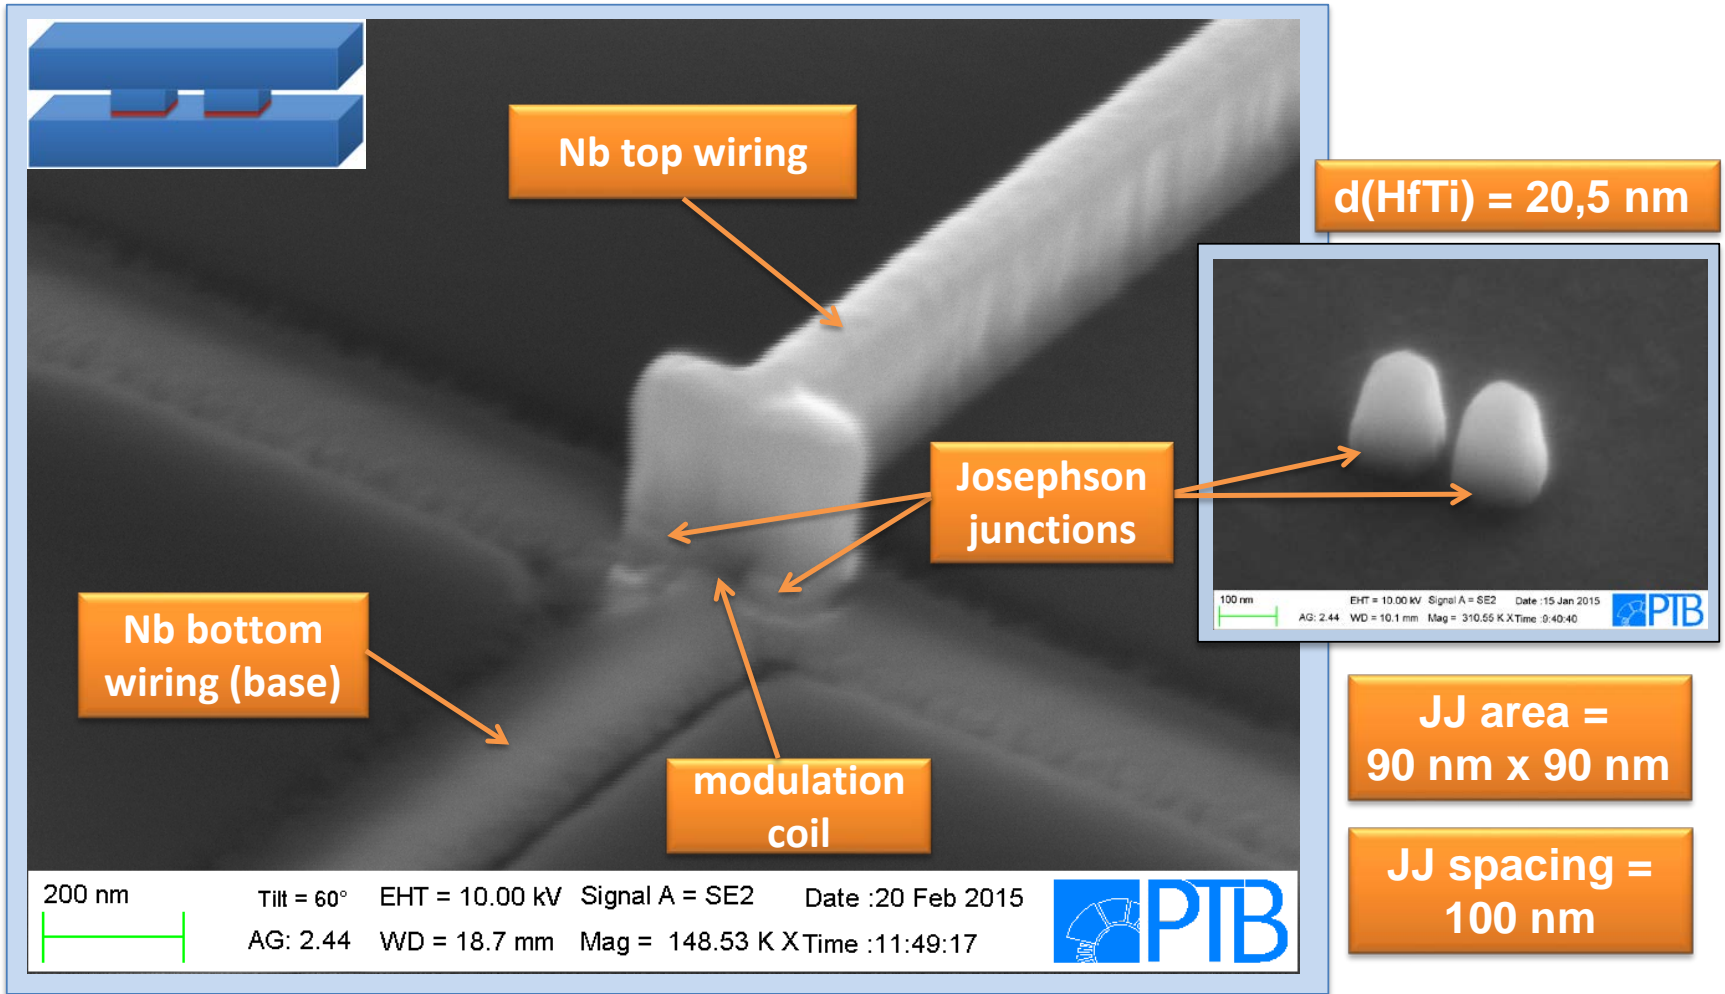 Nb top wiring
d(HfTi) = 20,5 nm
Josephson
junctions
Nb bottom
wiring (base)
modulation
coil
100 nm
EHT = 10.00 kV Signal A = SE2 Date :15 Jan 2015
AG: 2.44 WD = 10.1 mm Mag = 310.55 K X Time :9:40:40
PTB
JJ area =
90 nm x 90 nm
JJ spacing =
100 nm
200 nm
Tilt = 60° EHT = 10.00 kV Signal A = SE2 Date :20 Feb 2015
AG: 2.44 WD = 18.7 mm Mag = 148.53 K X Time :11:49:17
PTB